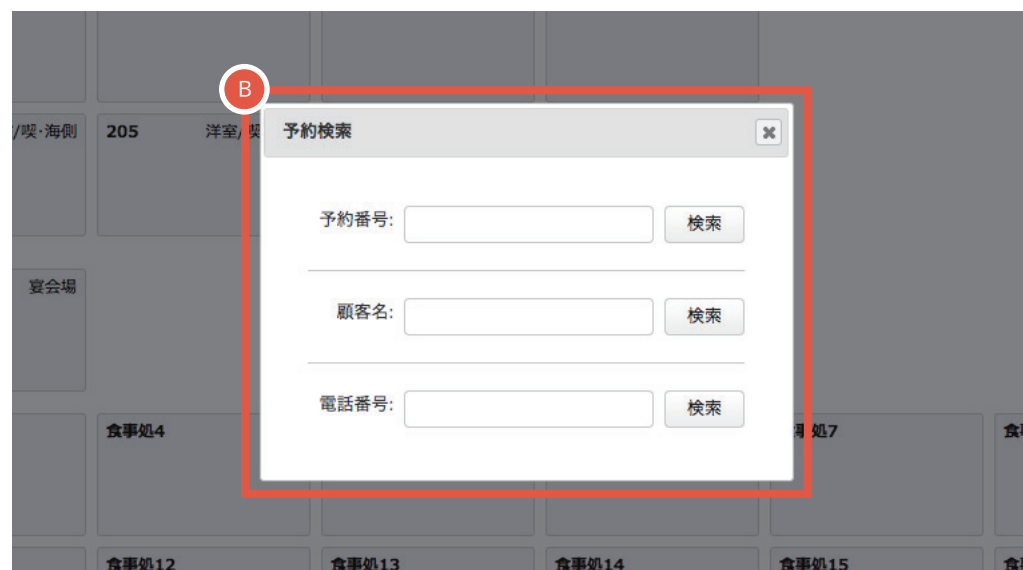 B
/喫・海側 205 洋室/喫
予約検索
予約番号: 検索
宴会場
顧客名: 検索
電話番号: 検索
食事処4
食事処12 食事処13 食事処14 食事処15